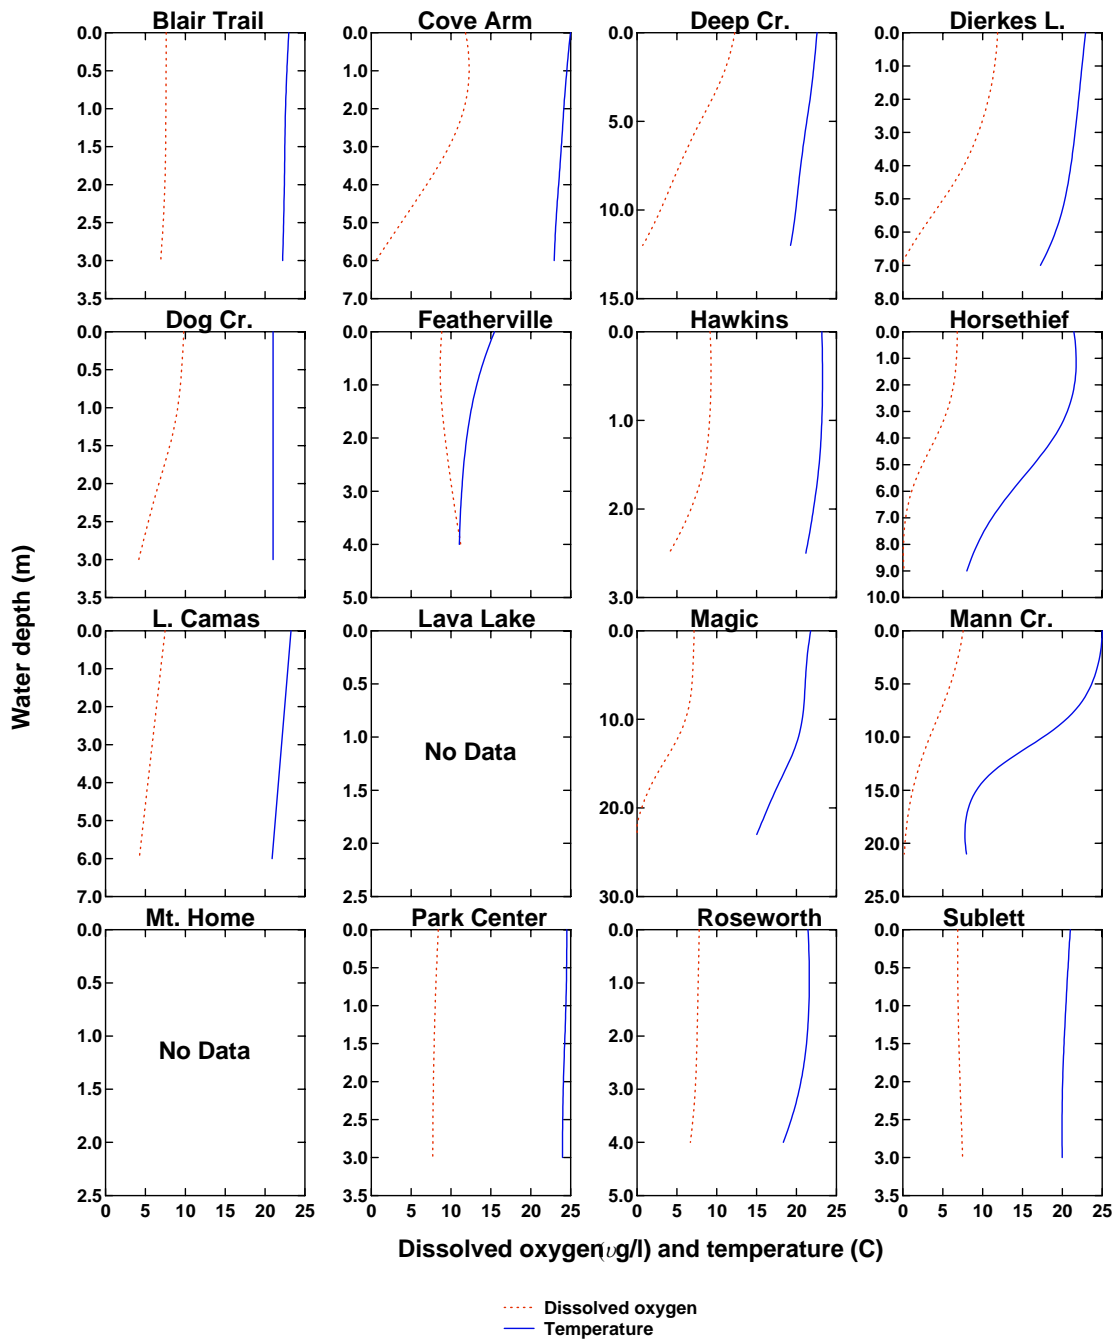 Blair Trail Cove Arm Deep Cr. Dierkes L.
0.0 0.0 0.0 0.0
0.5 1.0 5.0 1.0
1.0 2.0 10.0 2.0
1.5 3.0 15.0 3.0
2.0 4.0 4.0
2.5 5.0 5.0
3.0 6.0 6.0
3.5 7.0 7.0
8.0
Dog Cr. Featherville Hawkins Horsethief
0.0 0.0 0.0 0.0
0.5 1.0 1.0 1.0
1.0 2.0 2.0 2.0
1.5 3.0 3.0 3.0
2.0 4.0 4.0
2.5 5.0 5.0
3.0 6.0
3.5 7.0
8.0
9.0
10.0
Water depth (m)
L. Camas Lava Lake Magic Mann Cr.
0.0 0.0 0.0 0.0
1.0 0.5 10.0 5.0
2.0 1.0 20.0 10.0
3.0 1.5 30.0 15.0
4.0 2.0 20.0
5.0 2.5 25.0
6.0
7.0
No Data
Mt. Home Park Center Roseworth Sublett
0.0 0.0 0.0 0.0
0.5 0.5 1.0 0.5
1.0 1.0 2.0 1.0
1.5 1.5 3.0 1.5
2.0 2.0 4.0 2.0
2.5 2.5 5.0 2.5
3.0 3.0
3.5 3.5
No Data
0 5 10 15 20 25 0 5 10 15 20 25 0 5 10 15 20 25 0 5 10 15 20 25
Dissolved oxygen(υg/l) and temperature (C)
Dissolved oxygen
Temperature